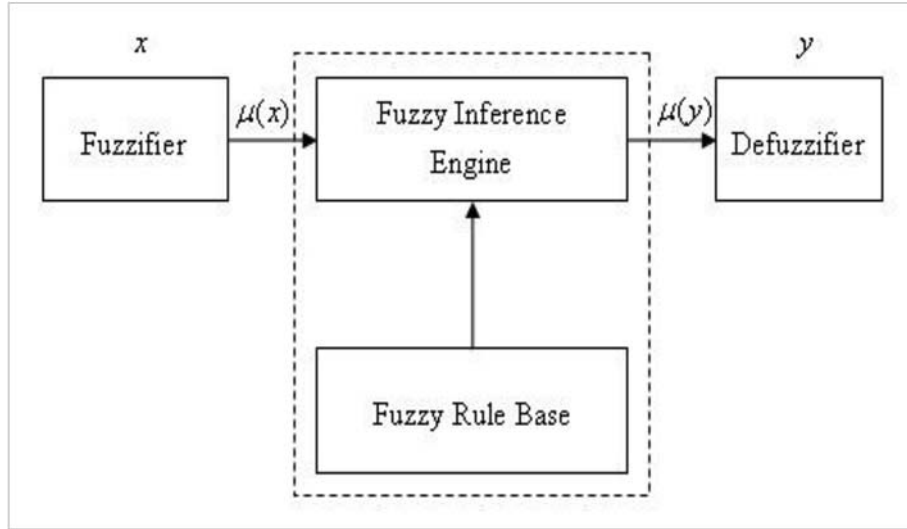 x
y
Fuzzifier
μ(x)
Fuzzy Inference
Engine
μ(y)
Defuzzifier
Fuzzy Rule Base